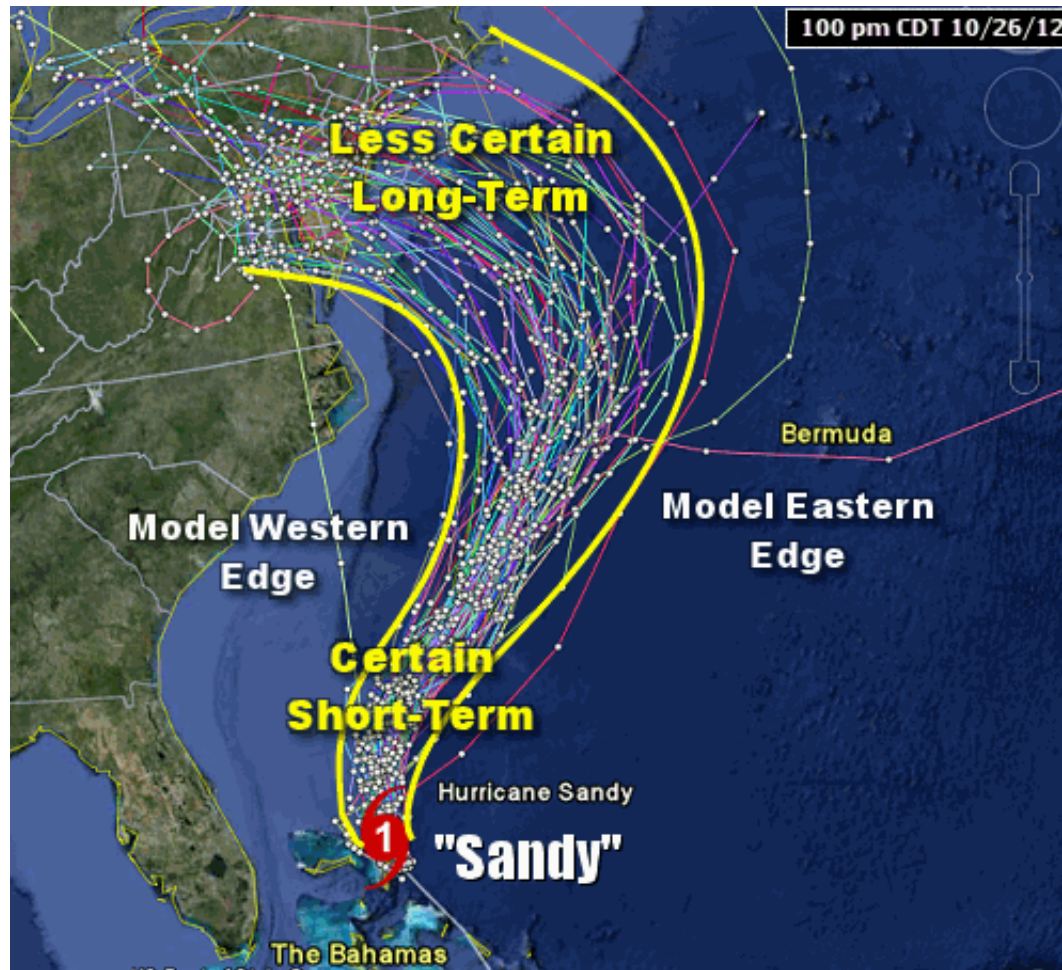 100 pm CDT 10/26/12
Less Certain
Long-Term
Bermuda
Model Western
Edge
Model Eastern
Edge
Certain
Short-Term
Hurricane Sandy
1
"Sandy"
The Bahamas